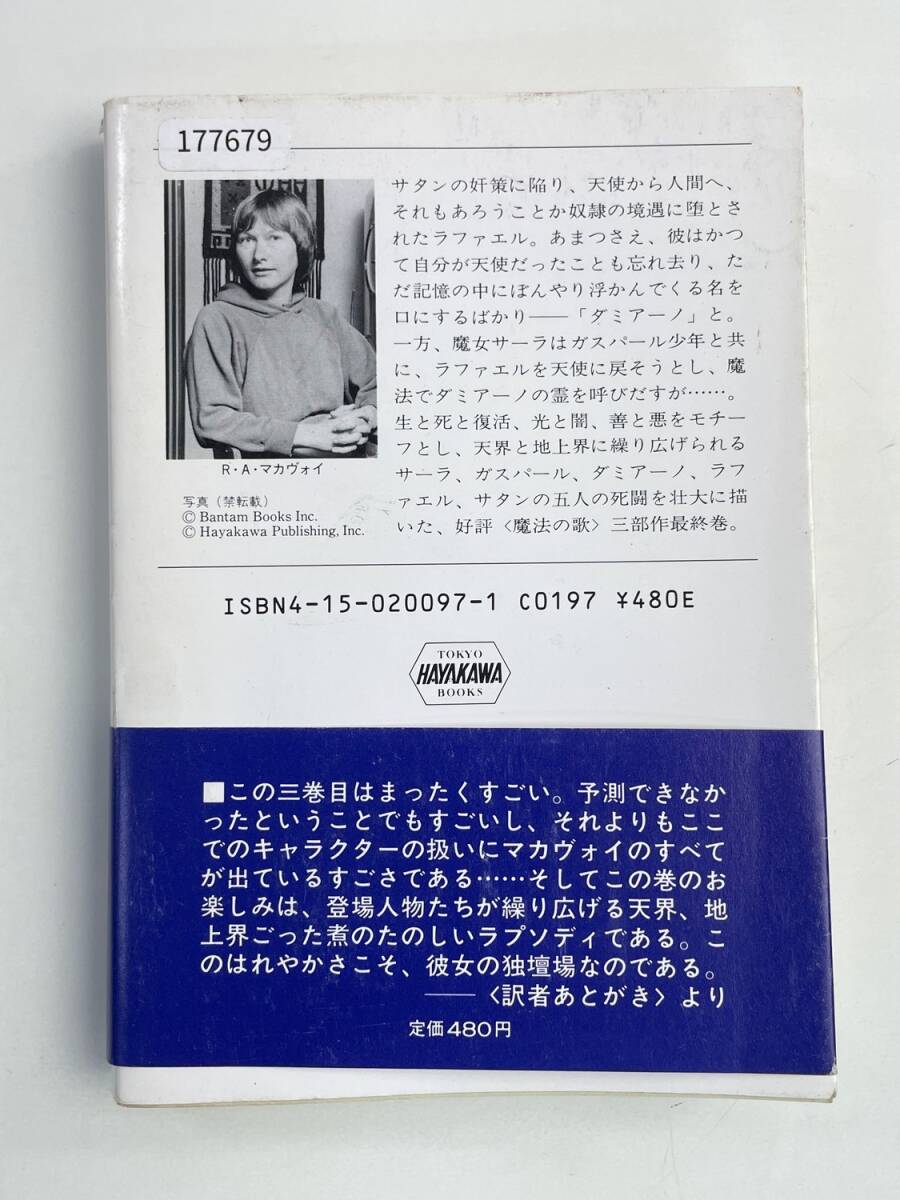 177679
サタンの奸策に陥り、天使から人間へ、
それもあろうことか奴隷の境遇に堕とさ
れたラファエル。あまつさえ、彼はかつ
て自分が天使だったことも忘れ去り、た
だ記憶の中にぼんやり浮かんでくる名を
口にするばかり――「ダミアーノ」と。
一方、魔女サーラはガスパール少年と共
に、ラファエルを天使に戻そうとし、魔
法でダミアーノの霊を呼びだすが……。
生と死と復活、光と闇、善と悪をモチー
フとし、天界と地上界に繰り広げられる
サーラ、ガスパール、ダミアーノ、ラフ
ァエル、サタンの五人の死闘を壮大に描
いた、好評〈魔法の歌〉三部作最終巻。
R・A・マカヴォイ
写真（禁転載）
© Bantam Books Inc.
© Hayakawa Publishing, Inc.
ISBN4-15-020097-1 C0197 ¥480E
TOKYO
HAYAKAWA
BOOKS
■この三巻目はまったくすごい。予測できなか
ったということでもすごいし、それよりもここ
でのキャラクターの扱いにマカヴォイのすべて
が出ているすごさである……そしてこの巻のお
楽しみは、登場人物たちが繰り広げる天界、地
上界ごった煮のたのしいラプソディである。こ
のはれやかさこそ、彼女の独壇場なのである。
――〈訳者あとがき〉より
定価480円